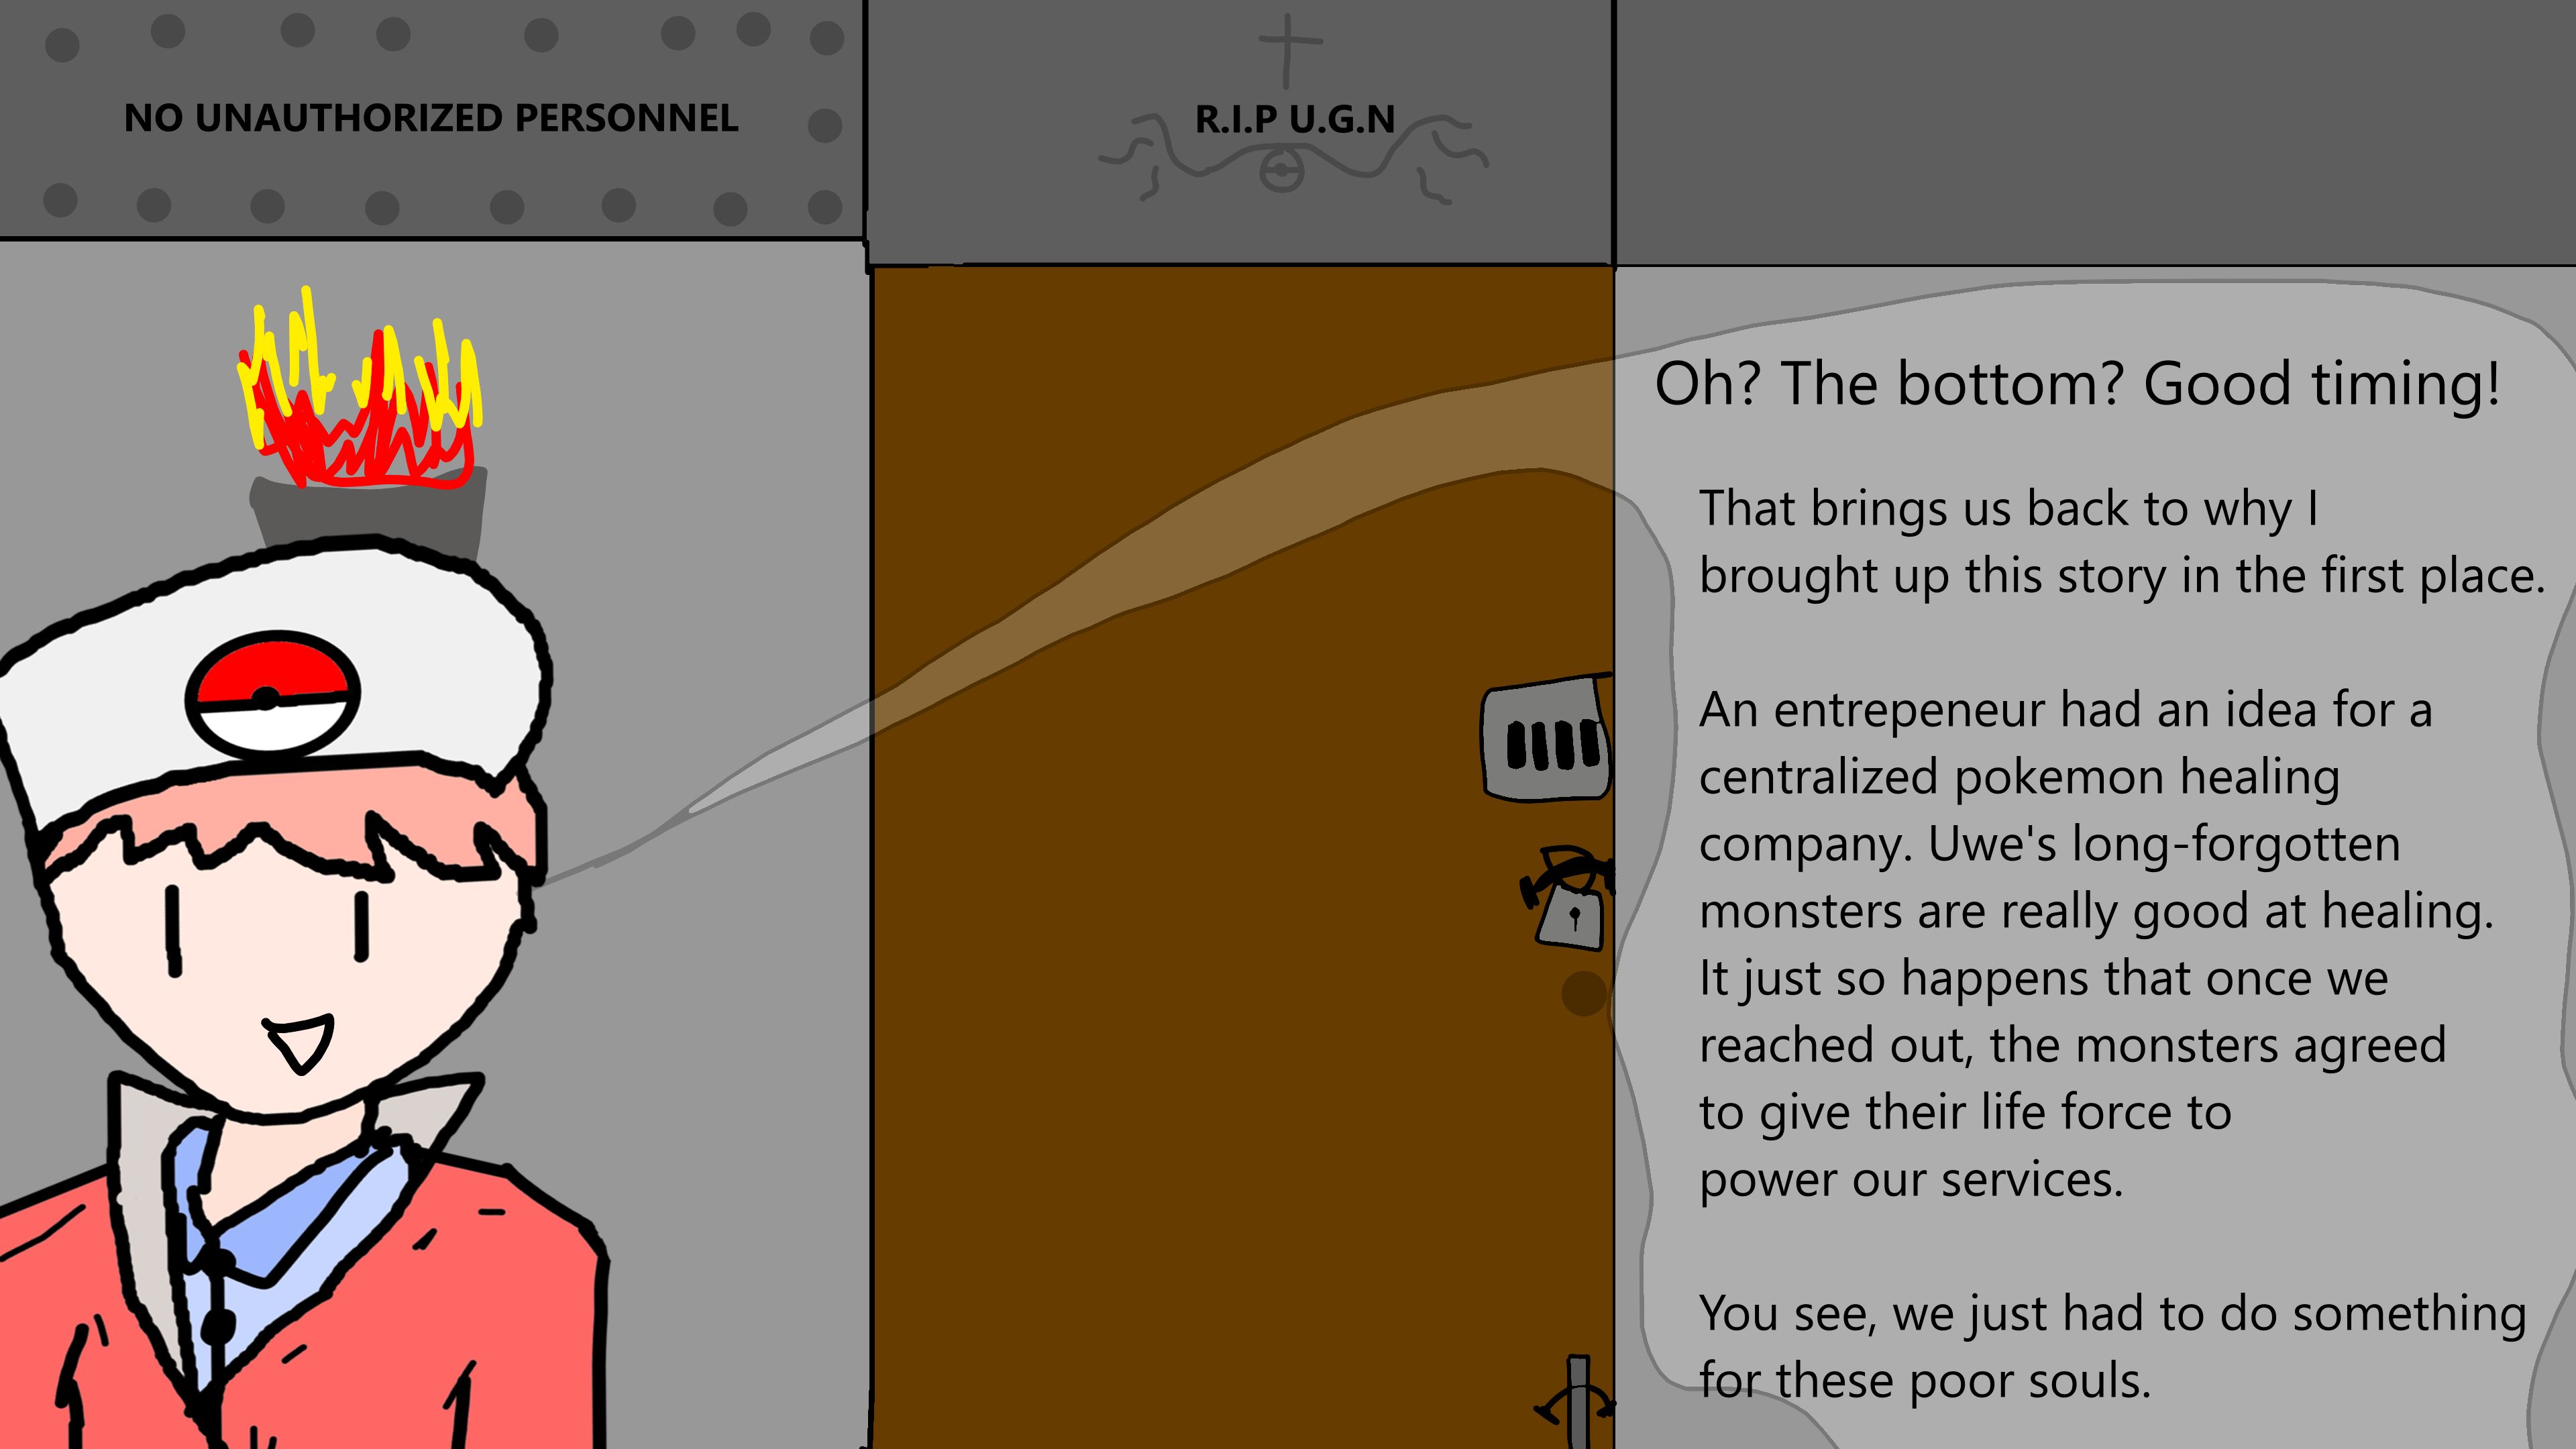 NO UNAUTHORIZED PERSONNEL
R.I.P U.G.N
Oh? The bottom? Good timing!
That brings us back to why I
brought up this story in the first place.
An entrepeneur had an idea for a
centralized pokemon healing
company. Uwe's long-forgotten
monsters are really good at healing.
It just so happens that once we
reached out, the monsters agreed
to give their life force to
power our services.
You see, we just had to do something
for these poor souls.